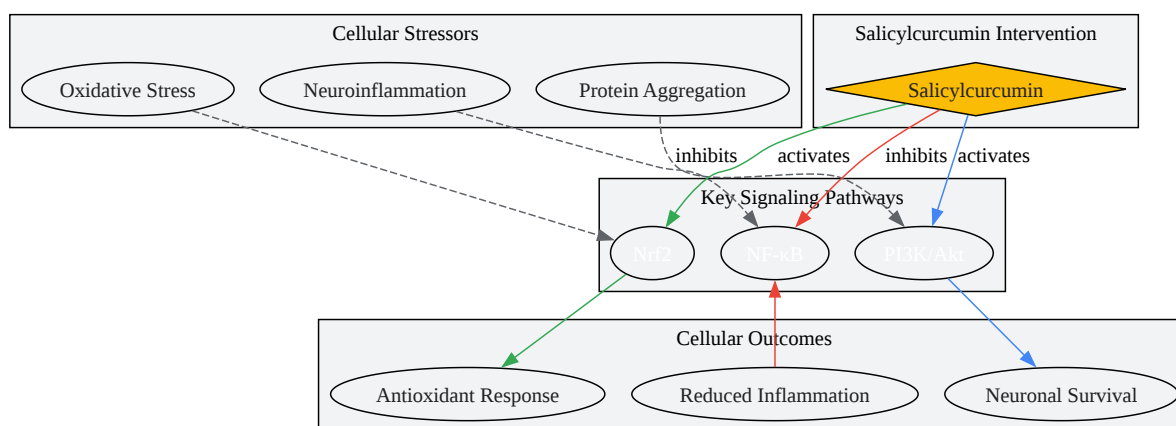 Cellular Stressors
Salicylcurcumin Intervention
Oxidative Stress
Neuroinflammation
Protein Aggregation
Salicylcurcumin
inhibits
activates
inhibits
activates
Key Signaling Pathways
Nrf2
NF-κB
PI3K/Akt
Cellular Outcomes
Antioxidant Response
Reduced Inflammation
Neuronal Survival